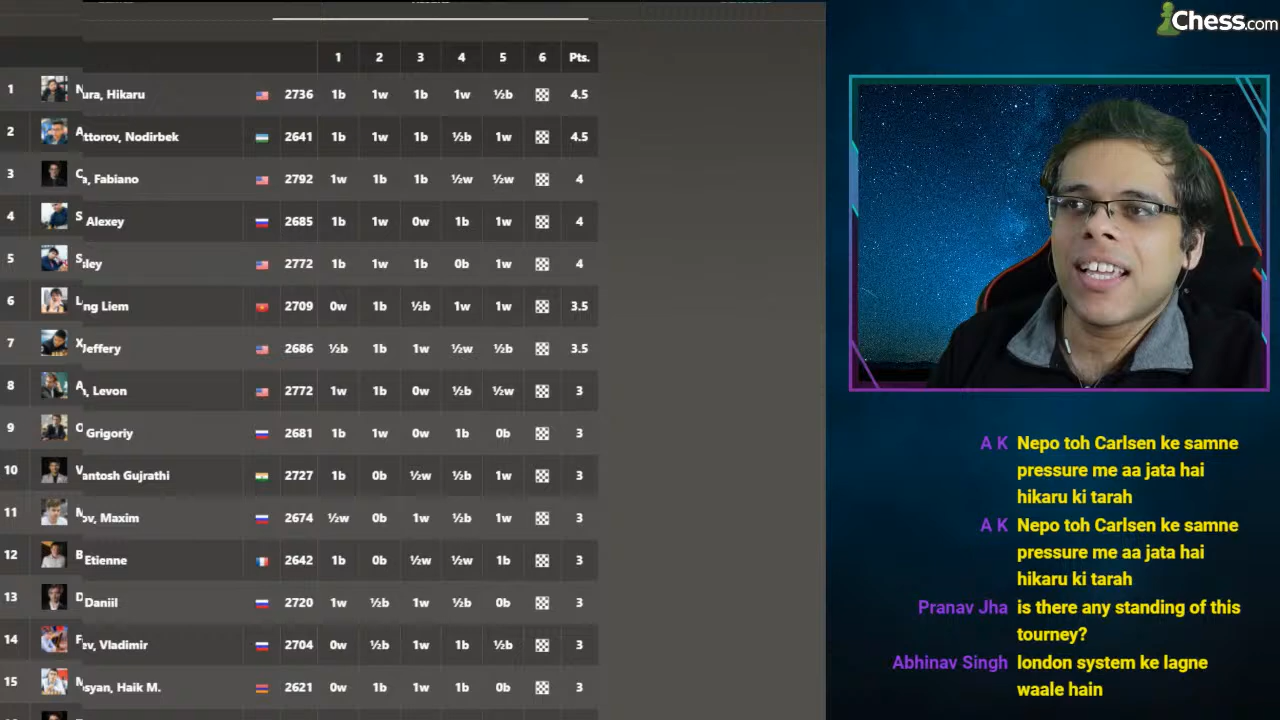 Chess.com
1 2 3 4 5 6 Pts.
1 N ura, Hikaru 2736 1b 1w 1b 1w ½b 4.5
2 A ttorov, Nodirbek 2641 1b 1w 1b ½b 1w 4.5
3 C a, Fabiano 2792 1w 1b 1b ½w ½w 4
4 S Alexey 2685 1b 1w 0w 1b 1w 4
5 S sley 2772 1b 1w 1b 0b 1w 4
6 L ng Liem 2709 0w 1b ½b 1w 1w 3.5
7 X Jeffery 2686 ½b 1b 1w ½w ½b 3.5
8 A , Levon 2772 1w 1b 0w ½b ½w 3
9 Grigoriy 2681 1b 1w 0w 1b 0b 3
10 V antosh Gujrathi 2727 1b 0b ½w ½b 1w 3
11 ov, Maxim 2674 ½w 0b 1w ½b 1w 3
12 B Etienne 2642 1b 0b ½w ½w 1b 3
13 D Daniil 2720 1w ½b 1w ½b 0b 3
14 F ev, Vladimir 2704 0w ½b 1w 1b ½b 3
15 M osyan, Haik M. 2621 0w 1b 1w 1b 0b 3
A K Nepo toh Carlsen ke samne
pressure me aa jata hai
hikaru ki tarah
A K Nepo toh Carlsen ke samne
pressure me aa jata hai
hikaru ki tarah
Pranav Jha is there any standing of this
tourney?
Abhinav Singh london system ke lagne
waale hain